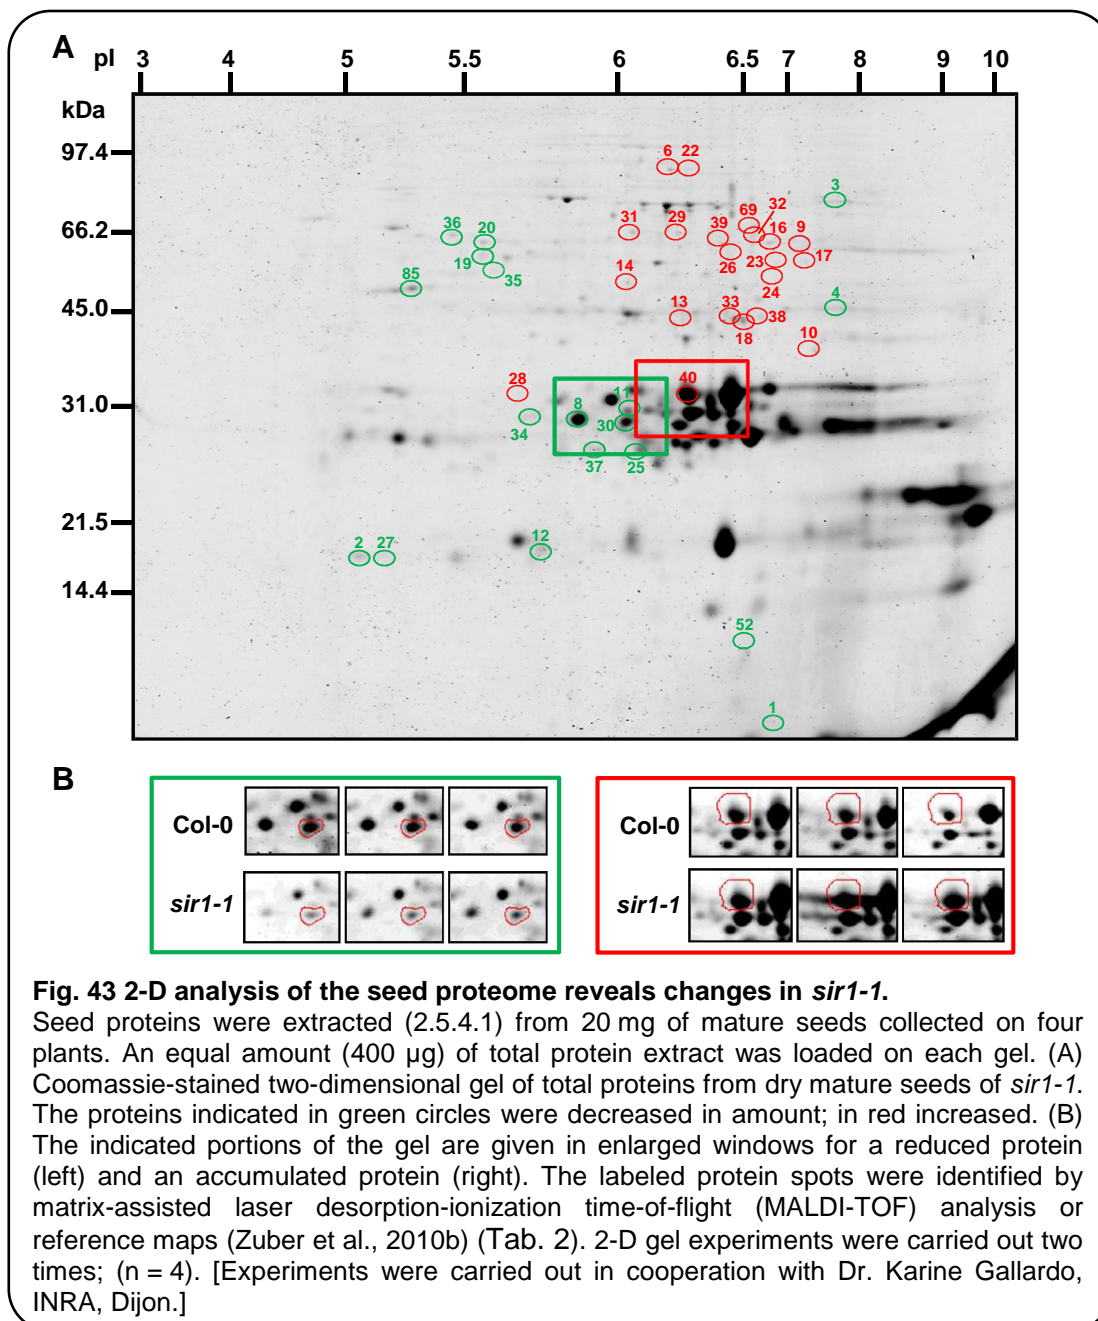 A
pI 3 4 5 5.5 6 6.5 7 8 9 10
kDa
97.4
66.2
45.0
31.0
21.5
14.4
6 22
3
69 32
31 29 39 16 9
36 20
19 35
26 23 17
85
14
24
4
13 33 38
18
10
28
40
11
8
34
30
37 25
2 27
12
52
1
B
Col-0
sir1-1
Col-0
sir1-1
Fig. 43 2-D analysis of the seed proteome reveals changes in sir1-1.
Seed proteins were extracted (2.5.4.1) from 20 mg of mature seeds collected on four
plants. An equal amount (400 µg) of total protein extract was loaded on each gel. (A)
Coomassie-stained two-dimensional gel of total proteins from dry mature seeds of sir1-1.
The proteins indicated in green circles were decreased in amount; in red increased. (B)
The indicated portions of the gel are given in enlarged windows for a reduced protein
(left) and an accumulated protein (right). The labeled protein spots were identified by
matrix-assisted laser desorption-ionization time-of-flight (MALDI-TOF) analysis or
reference maps (Zuber et al., 2010b) (Tab. 2). 2-D gel experiments were carried out two
times; (n = 4). [Experiments were carried out in cooperation with Dr. Karine Gallardo,
INRA, Dijon.]